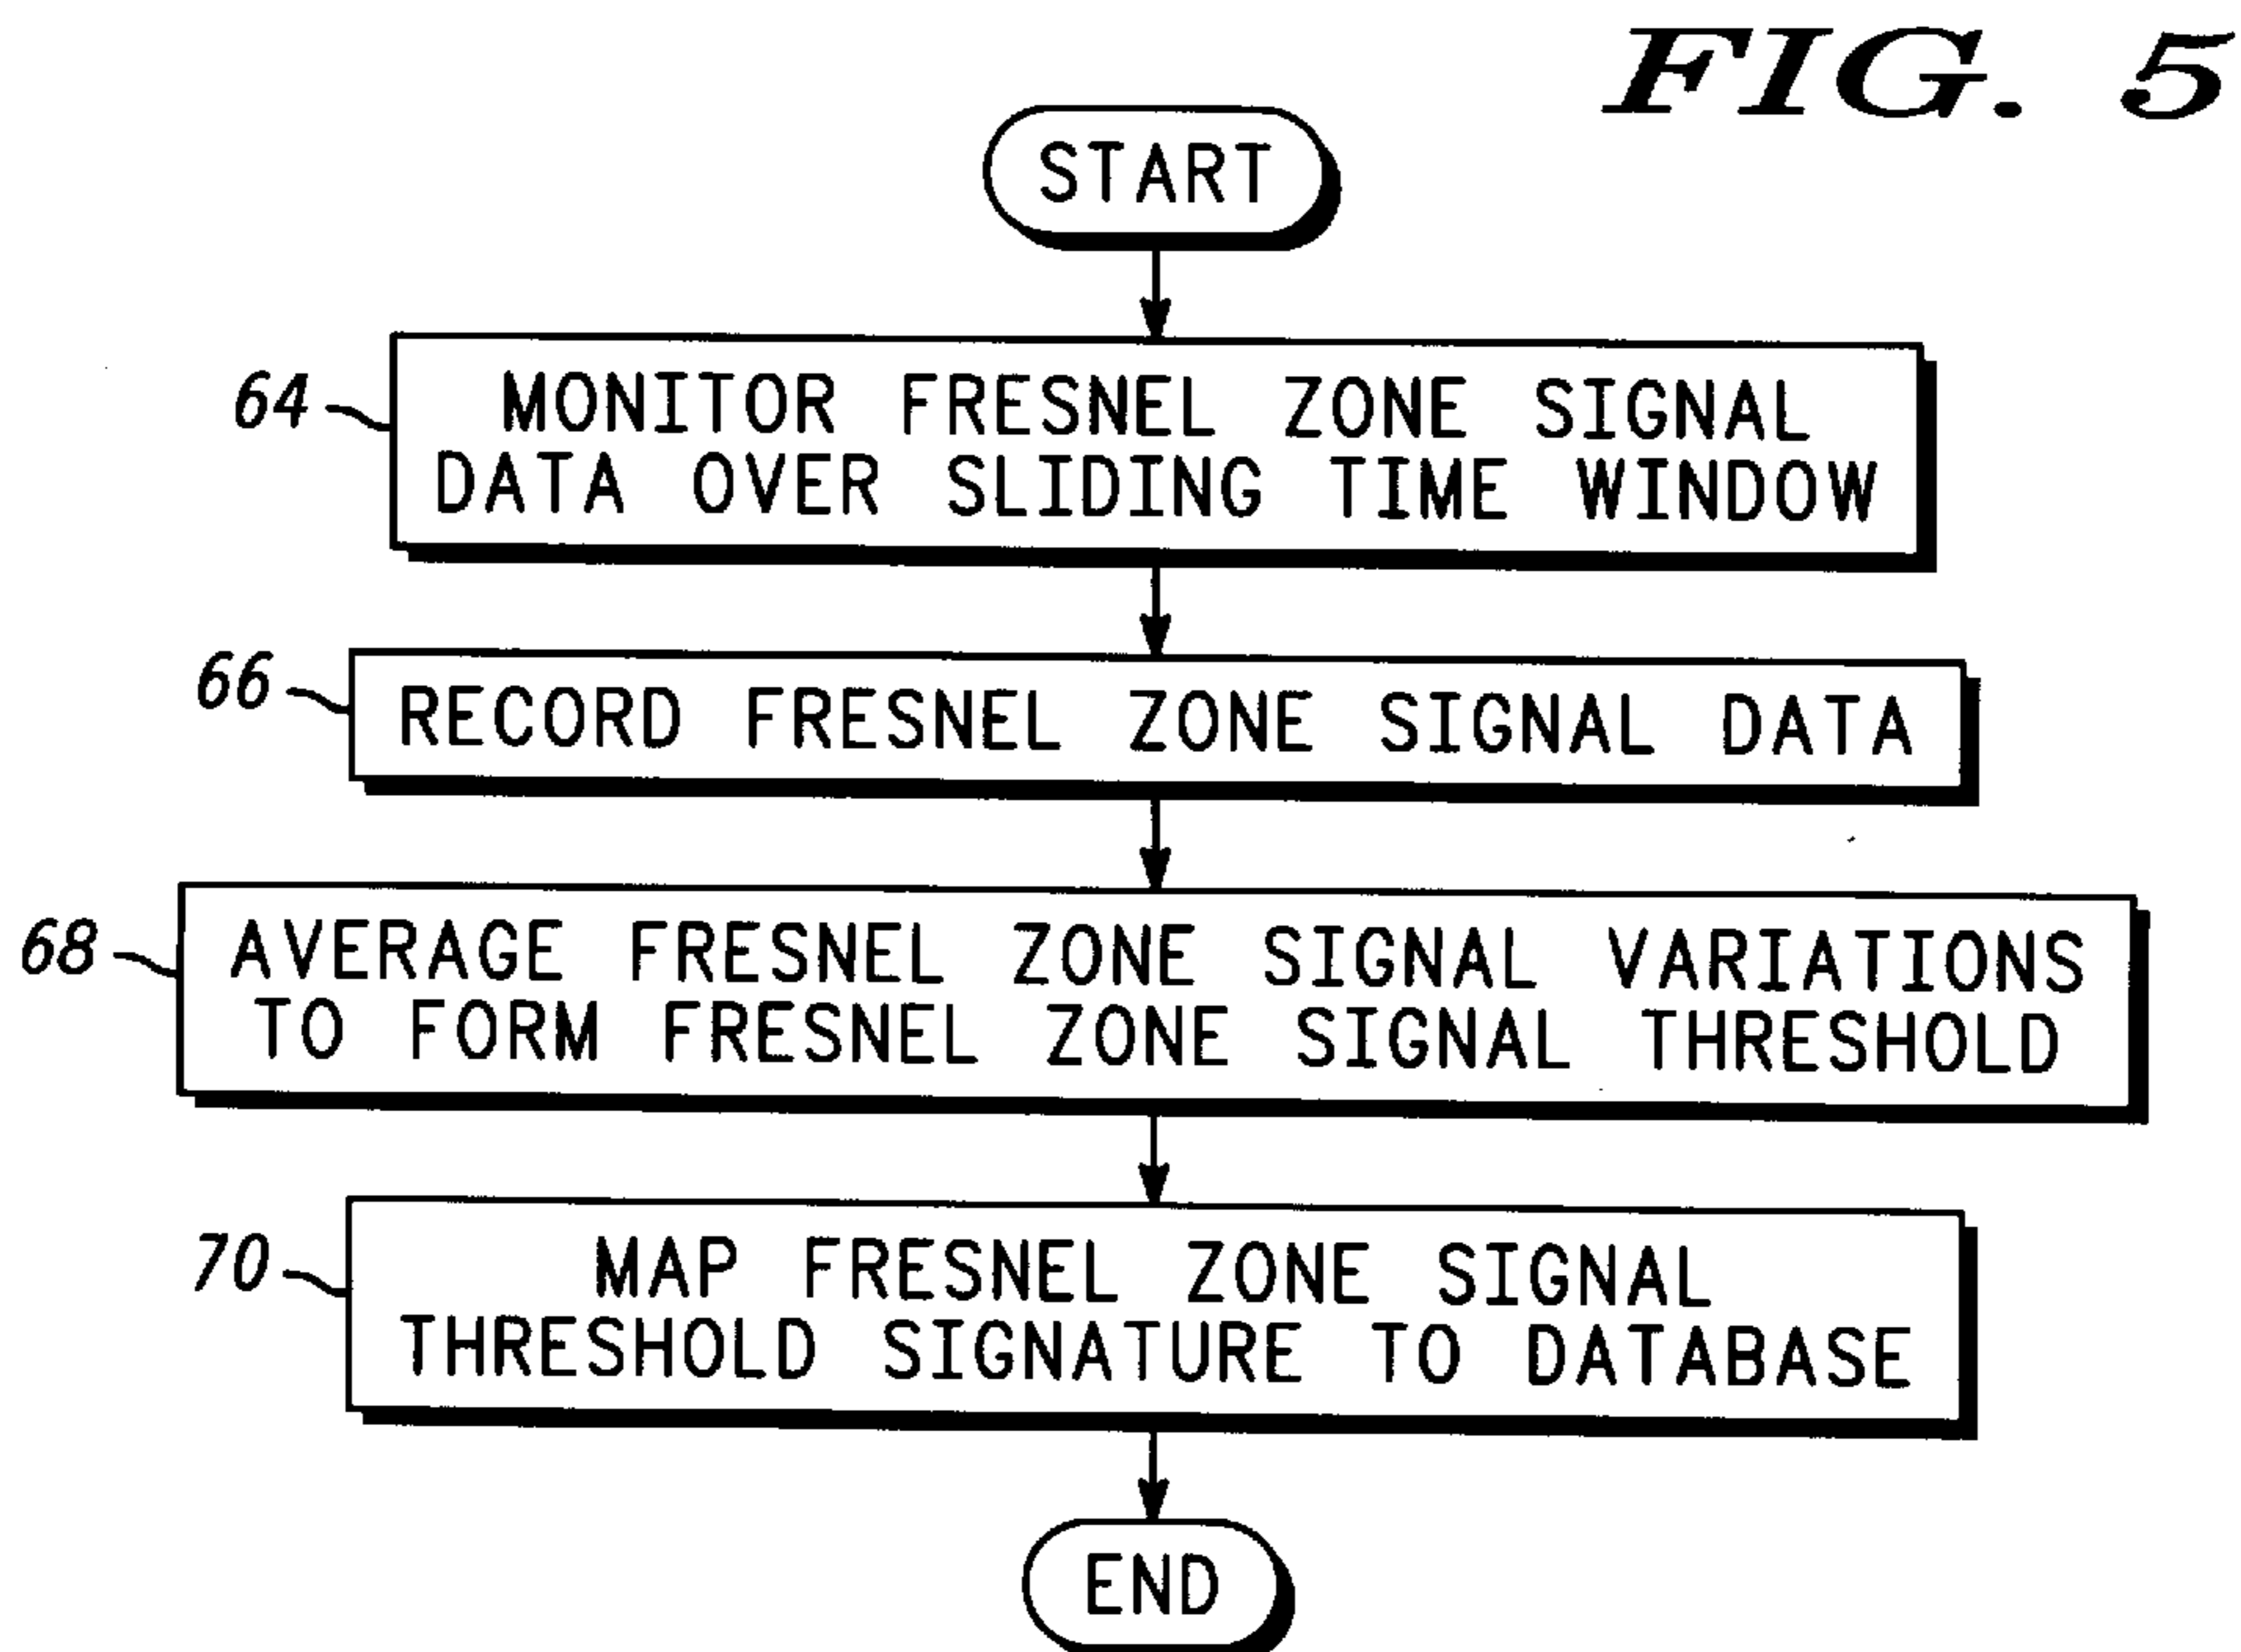 FIG. 5
START
64
MONITOR FRESNEL ZONE SIGNAL
DATA OVER SLIDING TIME WINDOW
66
RECORD FRESNEL ZONE SIGNAL DATA
68
AVERAGE FRESNEL ZONE SIGNAL VARIATIONS
TO FORM FRESNEL ZONE SIGNAL THRESHOLD
70
MAP FRESNEL ZONE SIGNAL
THRESHOLD SIGNATURE TO DATABASE
END